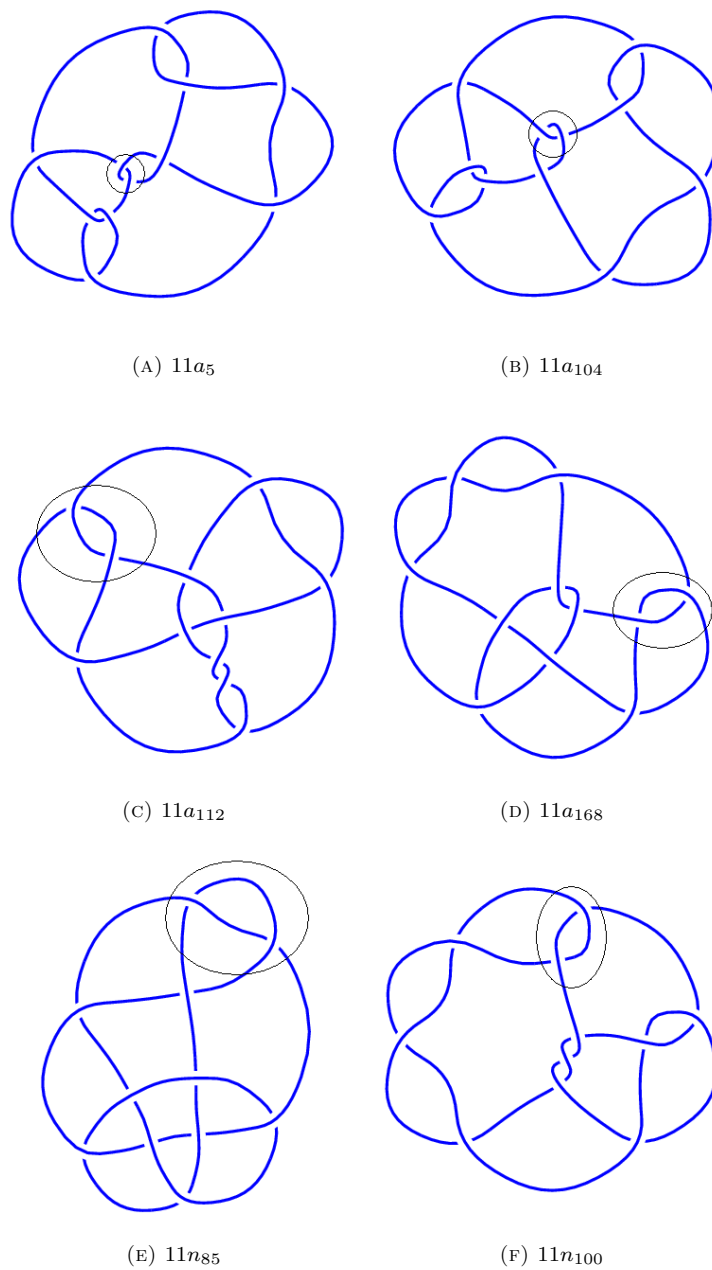 (A) 11a₅
(B) 11a₁₀₄
(C) 11a₁₁₂
(D) 11a₁₆₈
(E) 11n₈₅
(F) 11n₁₀₀